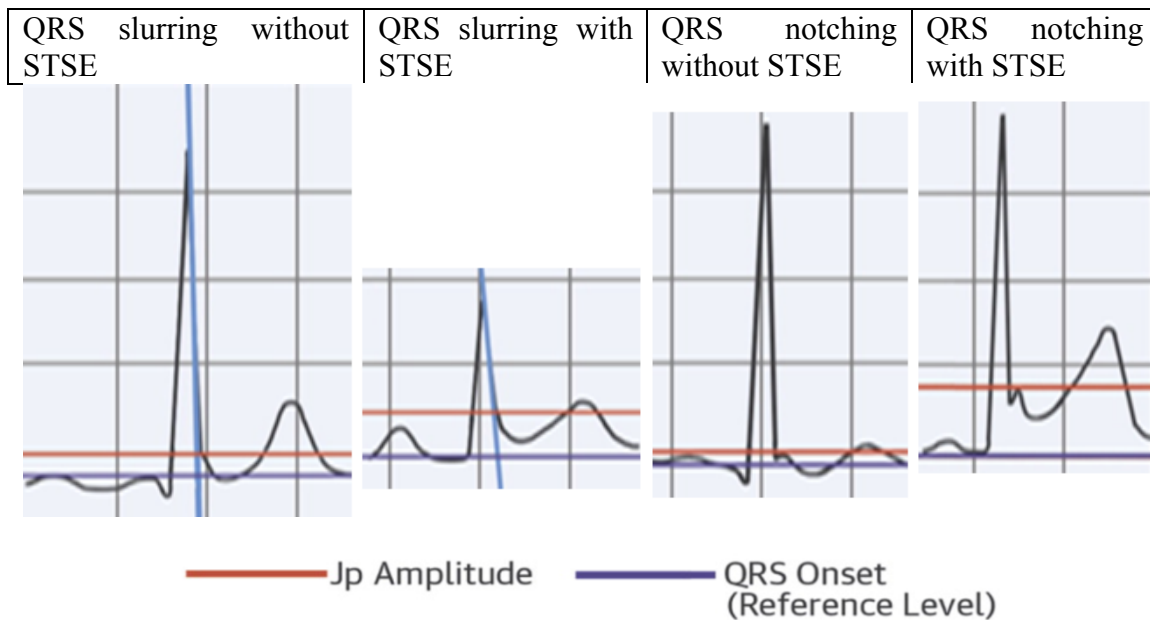 QRS slurring without
STSE
QRS slurring with
STSE
QRS notching
without STSE
QRS notching
with STSE
Jp Amplitude
QRS Onset
(Reference Level)